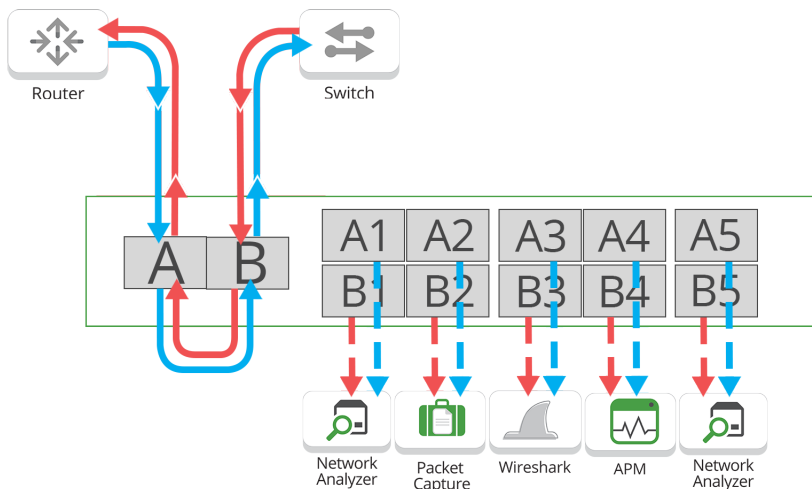 Router
Switch
A
B
A1
A2
A3
A4
A5
B1
B2
B3
B4
B5
Network
Analyzer
Packet
Capture
Wireshark
APM
Network
Analyzer